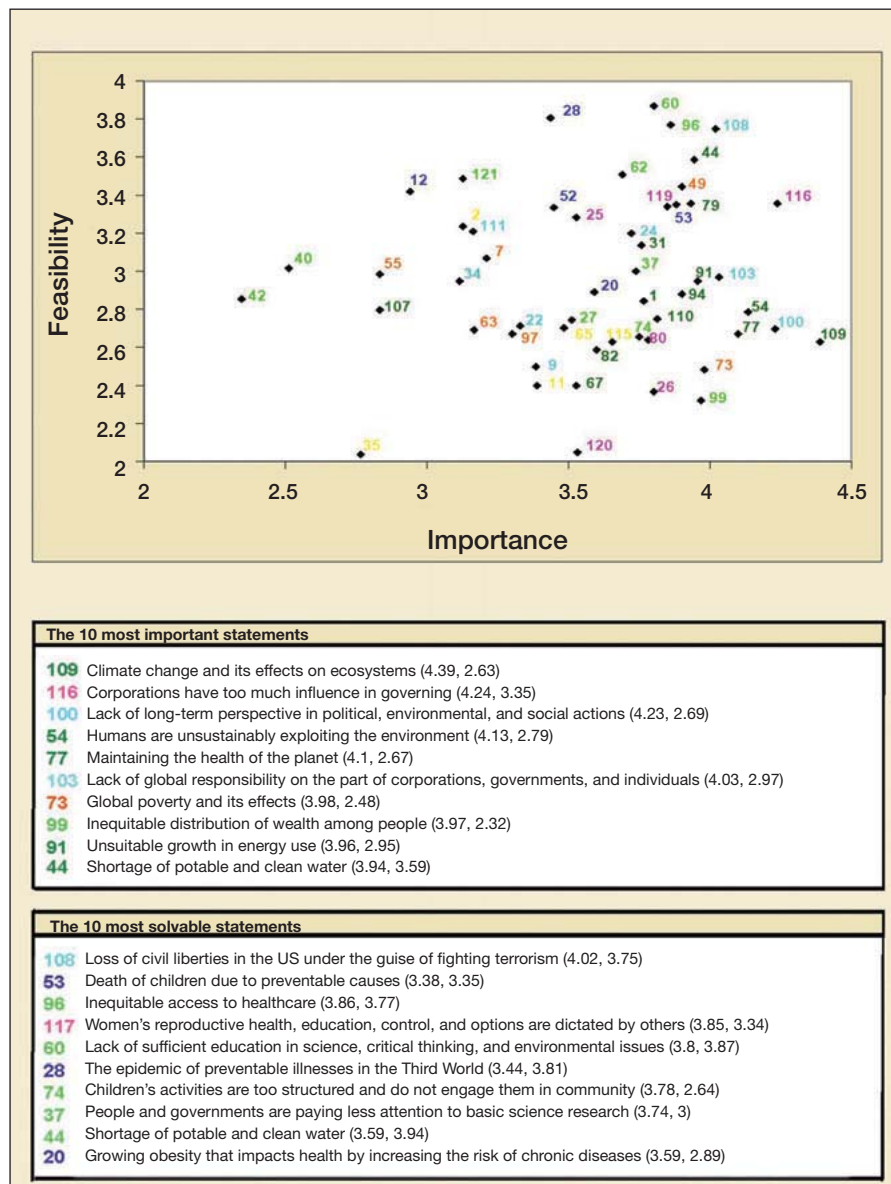 4
3.8
3.6
3.4
3.2
3
2.8
2.6
2.4
2.2
2
Feasibility
28
60
96
108
44
62
49
12
121
52
25
119
53
79
116
2
111
24
31
7
37
40
55
34
20
91
103
42
107
1
94
54
63
22
27
110
77
100
97
65
115
74
80
109
82
9
73
11
67
26
99
35
120
2 2.5 3 3.5 4 4.5
Importance
The 10 most important statements
109 Climate change and its effects on ecosystems (4.39, 2.63)
116 Corporations have too much influence in governing (4.24, 3.35)
100 Lack of long-term perspective in political, environmental, and social actions (4.23, 2.69)
54 Humans are unsustainably exploiting the environment (4.13, 2.79)
77 Maintaining the health of the planet (4.1, 2.67)
103 Lack of global responsibility on the part of corporations, governments, and individuals (4.03, 2.97)
73 Global poverty and its effects (3.98, 2.48)
99 Inequitable distribution of wealth among people (3.97, 2.32)
91 Unsuitable growth in energy use (3.96, 2.95)
44 Shortage of potable and clean water (3.94, 3.59)
The 10 most solvable statements
108 Loss of civil liberties in the US under the guise of fighting terrorism (4.02, 3.75)
53 Death of children due to preventable causes (3.38, 3.35)
96 Inequitable access to healthcare (3.86, 3.77)
117 Women's reproductive health, education, control, and options are dictated by others (3.85, 3.34)
60 Lack of sufficient education in science, critical thinking, and environmental issues (3.8, 3.87)
28 The epidemic of preventable illnesses in the Third World (3.44, 3.81)
74 Children's activities are too structured and do not engage them in community (3.78, 2.64)
37 People and governments are paying less attention to basic science research (3.74, 3)
44 Shortage of potable and clean water (3.59, 3.94)
20 Growing obesity that impacts health by increasing the risk of chronic diseases (3.59, 2.89)